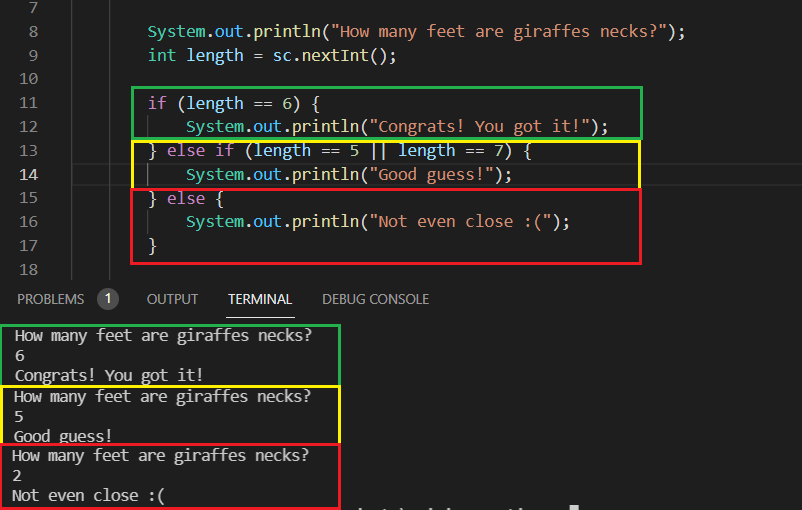 7
8 System.out.println("How many feet are giraffes necks?");
9 int length = sc.nextInt();
10
11 if (length == 6) {
12 System.out.println("Congrats! You got it!");
13 } else if (length == 5 || length == 7) {
14 System.out.println("Good guess!");
15 } else {
16 System.out.println("Not even close :(");
17 }
18
PROBLEMS 1 OUTPUT TERMINAL DEBUG CONSOLE
How many feet are giraffes necks?
6
Congrats! You got it!
How many feet are giraffes necks?
5
Good guess!
How many feet are giraffes necks?
2
Not even close :(